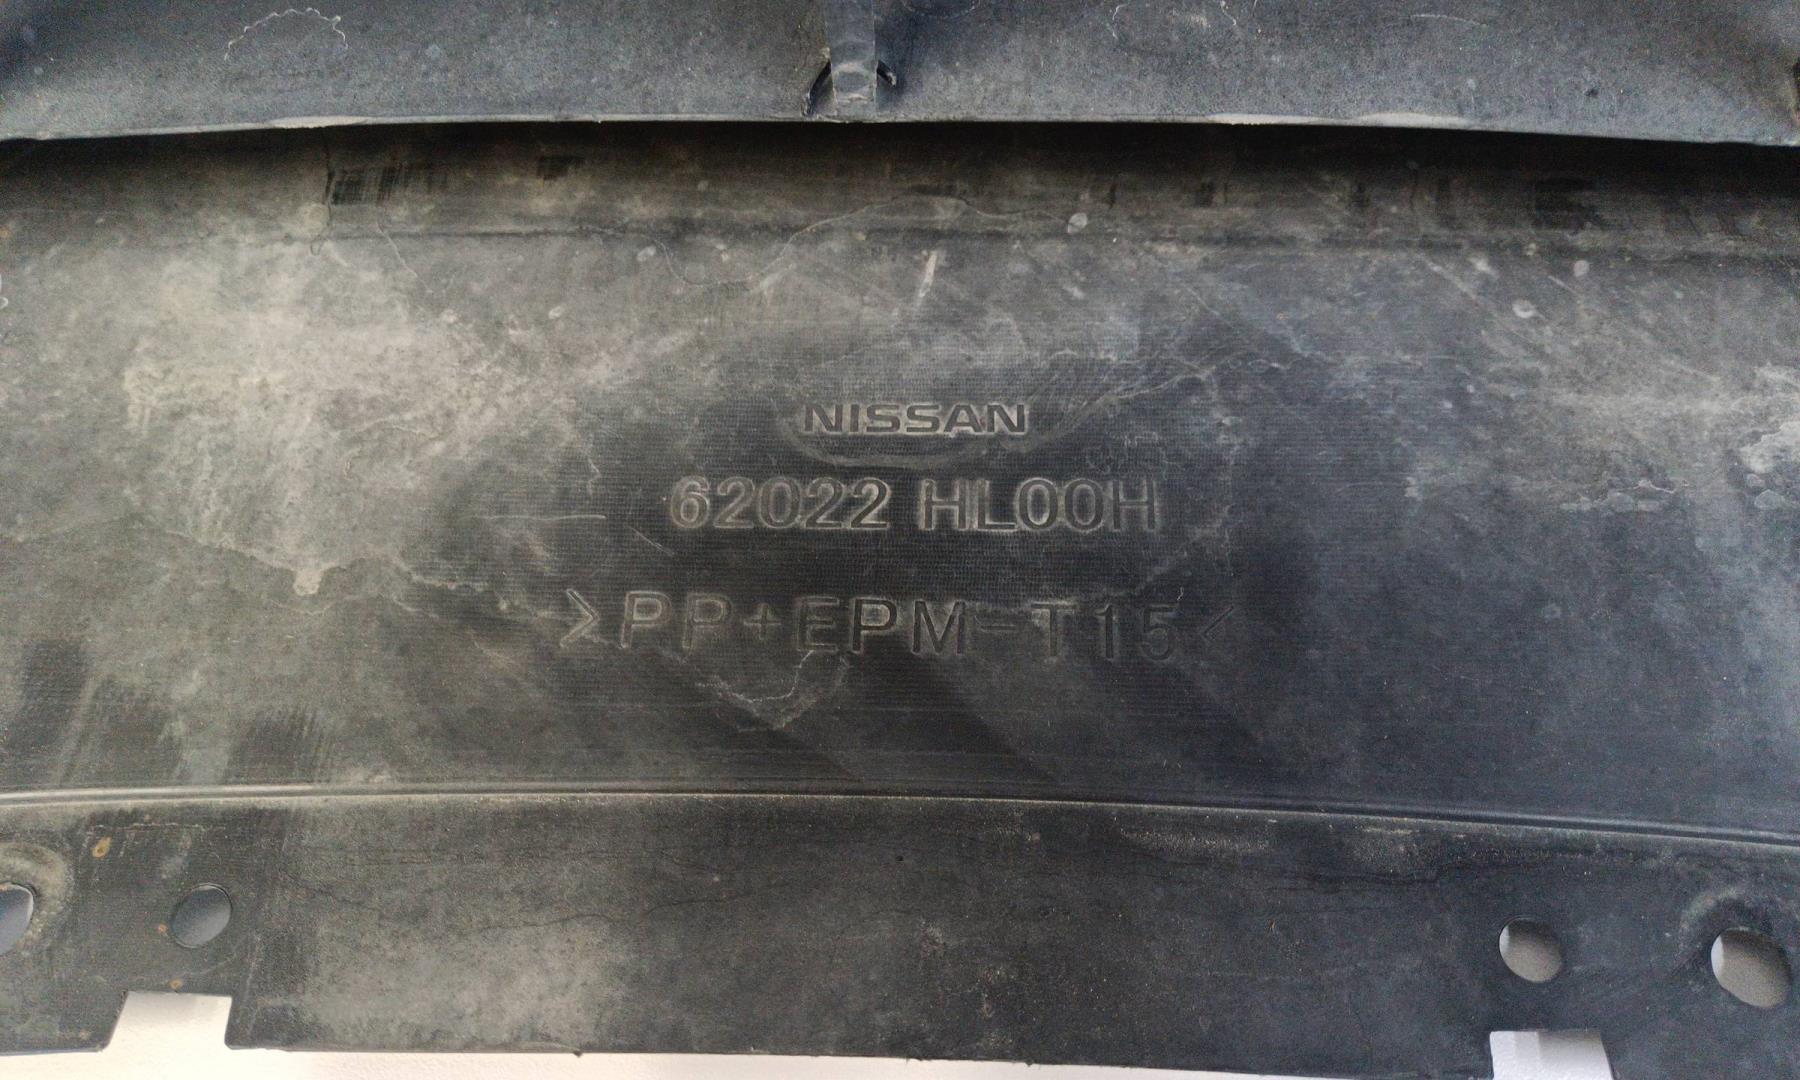 NISSAN
62022 HL00H
>PP+EPM-T15<